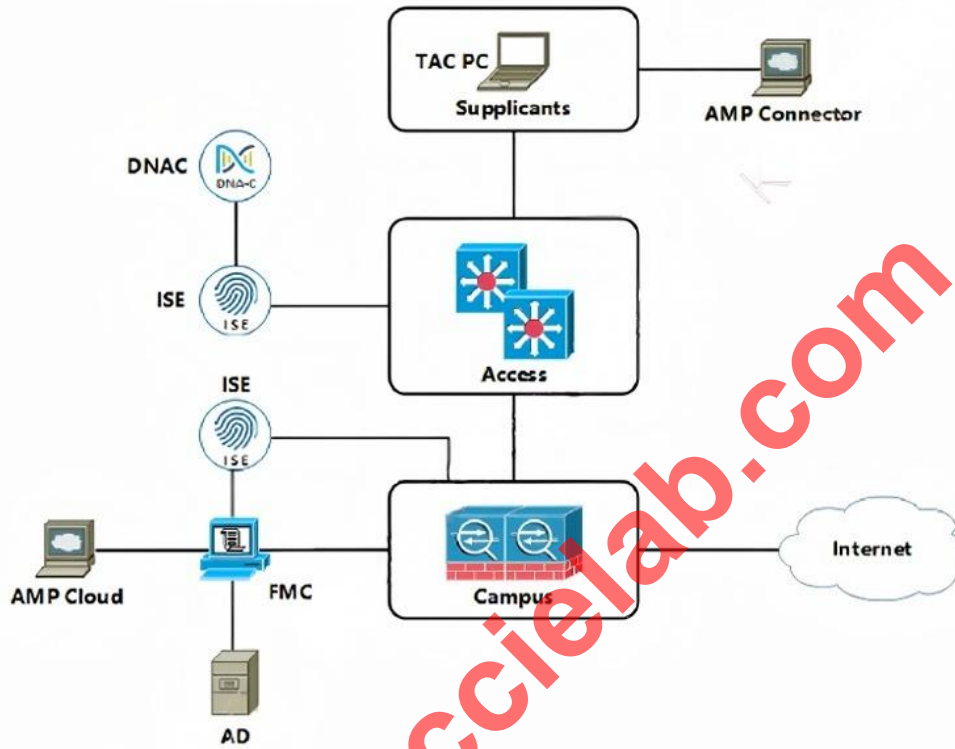 TAC PC
Supplicants
AMP Connector
DNAC
DNA-C
ISE
ISE
Access
ISE
ISE
AMP Cloud
FMC
Campus
Internet
AD
ccielab.com